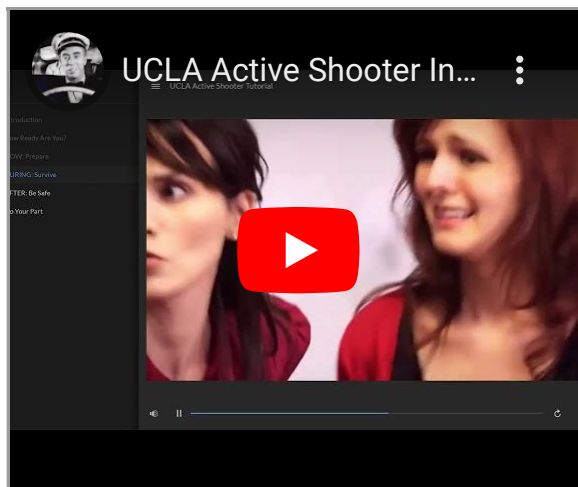 UCLA Active Shooter In...
UCLA Active Shooter Tutorial
troduction
ow Ready Are You?
OW: Prepare
URING: Survive
FTER: Be Safe
o Your Part